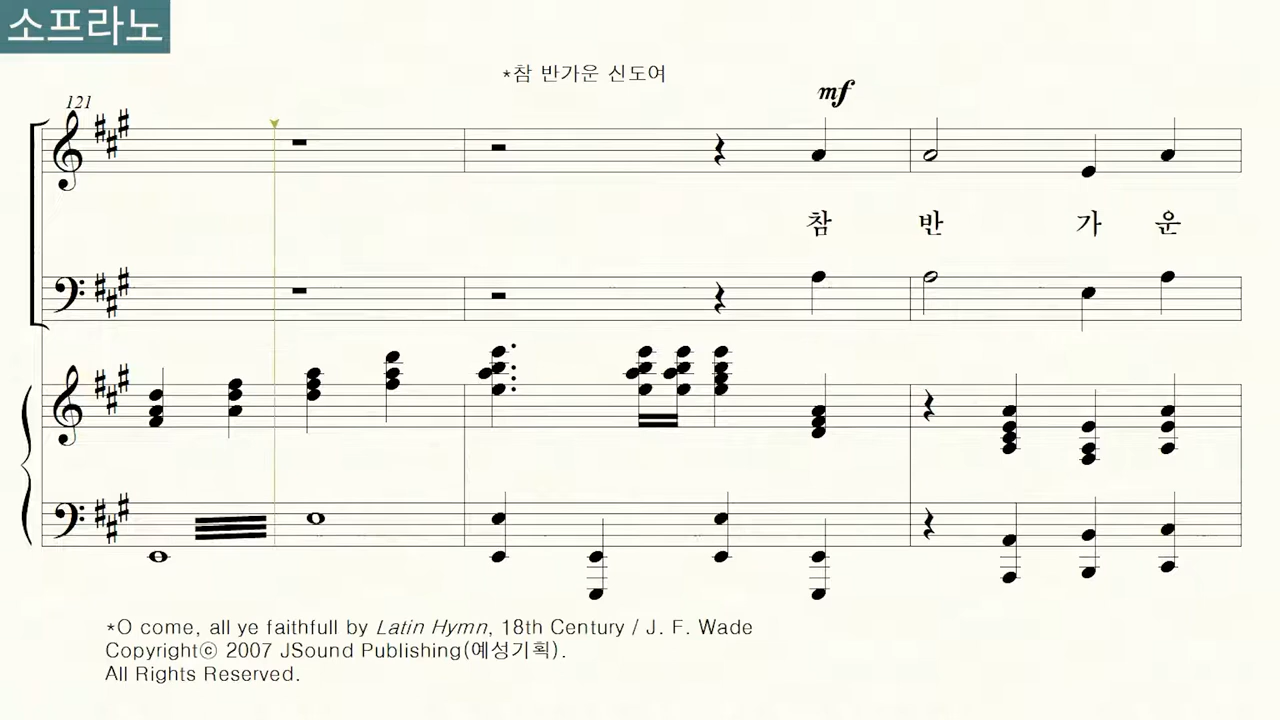 소프라노
*참 반가운 신도여
121
mf
참 반 가 운
*O come, all ye faithfull by Latin Hymn, 18th Century / J. F. Wade
Copyrightⓒ 2007 JSound Publishing(예성기획).
All Rights Reserved.